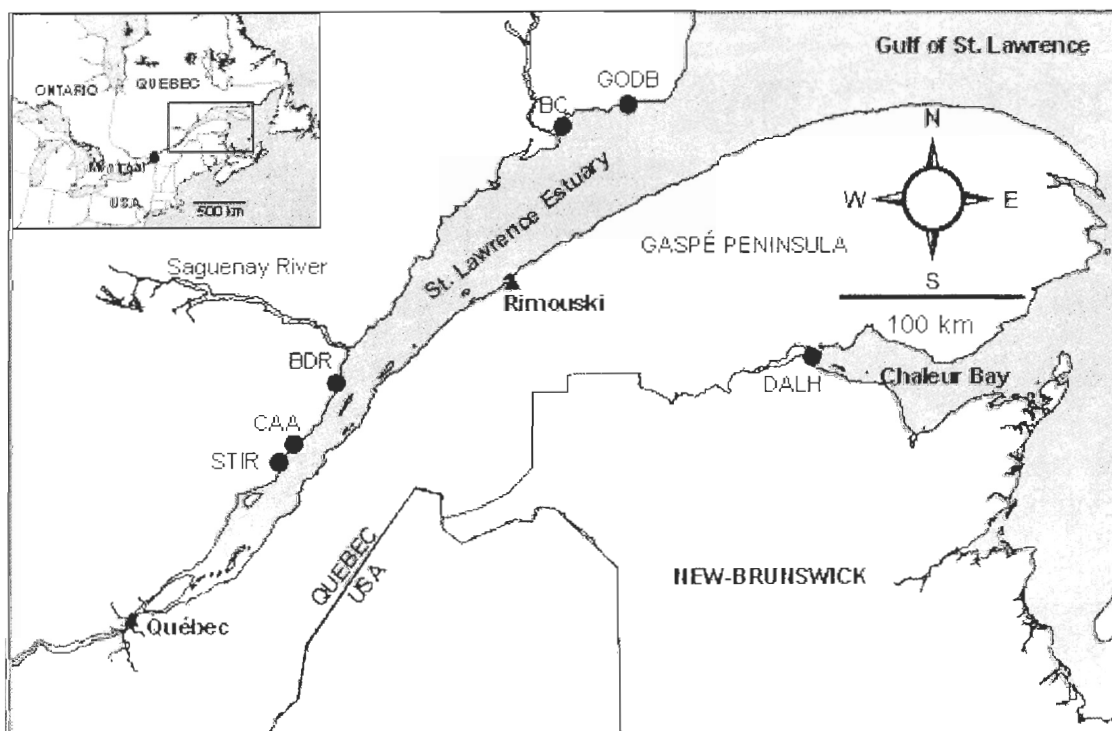 Gulf of St. Lawrence
ONTARIO
QUEBEC
U.S.A
500 km
GODB
BC
N
W
E
S
St. Lawrence Estuary
GASPÉ PENINSULA
Saguenay River
Rimouski
100 km
BDR
DALH
Chaleur Bay
CAA
STIR
QUEBEC
USA
NEW-BRUNSWICK
Québec